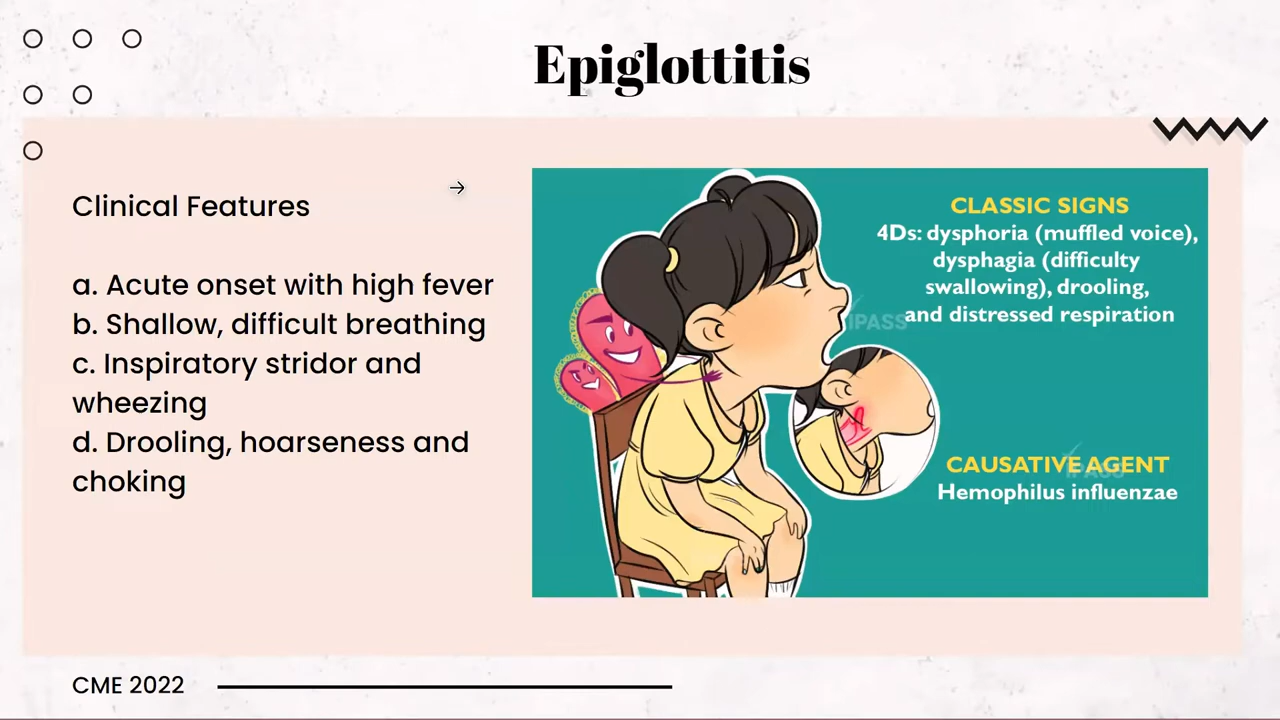 Epiglottitis
Clinical Features
a. Acute onset with high fever
b. Shallow, difficult breathing
c. Inspiratory stridor and
wheezing
d. Drooling, hoarseness and
choking
CLASSIC SIGNS
4Ds: dysphoria (muffled voice),
dysphagia (difficulty
swallowing), drooling,
and distressed respiration
iPASS
CAUSATIVE AGENT
iPASS
Hemophilus influenzae
CME 2022